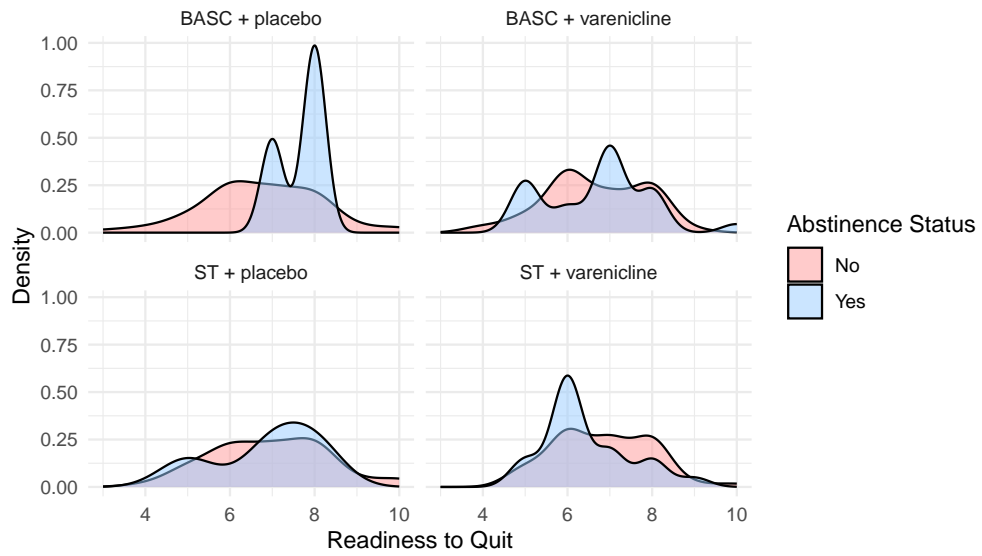 BASC + placebo
BASC + varenicline
1.00
0.75
0.50
0.25
0.00
ST + placebo
ST + varenicline
1.00
0.75
0.50
0.25
0.00
4 6 8 10
4 6 8 10
Density
Readiness to Quit
Abstinence Status
No
Yes